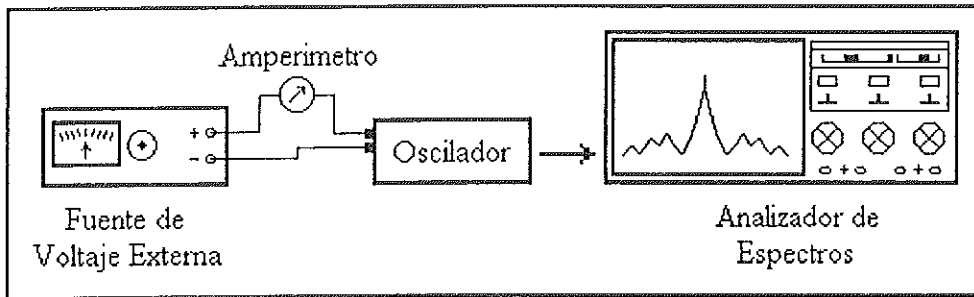 Amperimetro
+
−
Oscilador
Fuente de
Voltaje Externa
Analizador de
Espectros